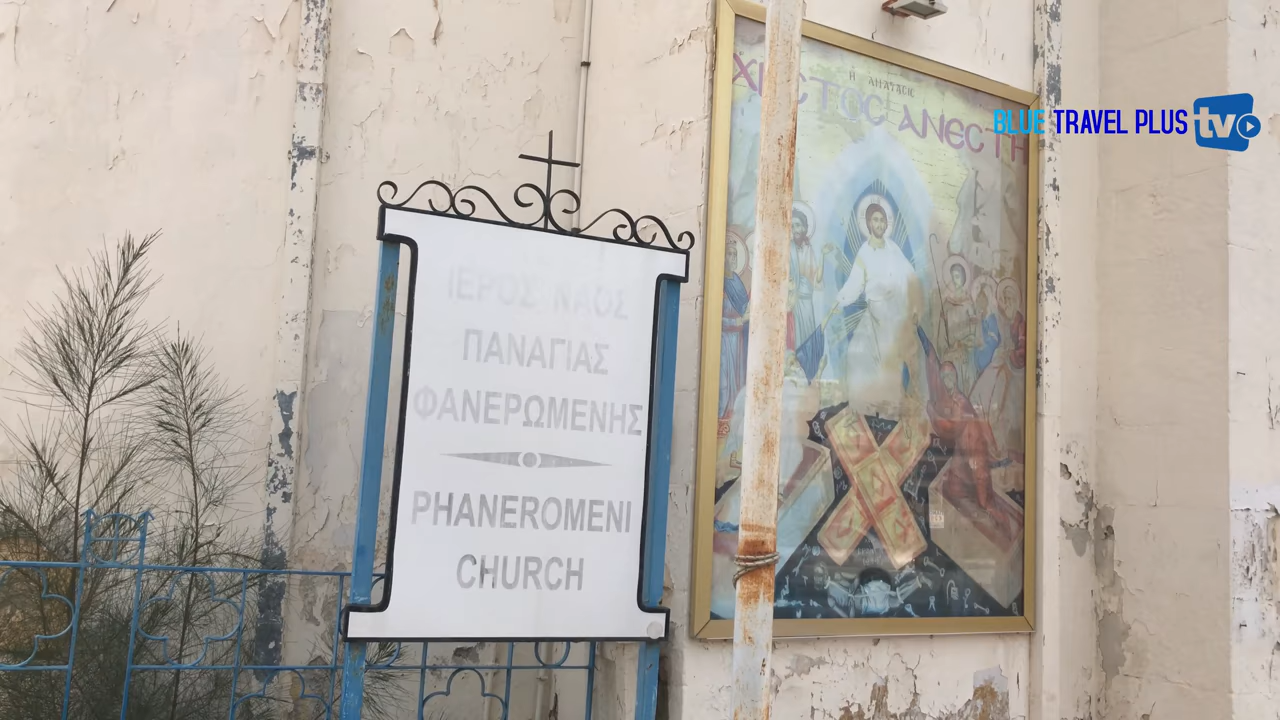 ΙΕΡΟΣ ΝΑΟΣ
ΠΑΝΑΓΙΑΣ
ΦΑΝΕΡΩΜΕΝΗΣ
PHANEROMENI
CHURCH
Η ΑΝΑΣΤΑΣΙΣ
ΧΡΙΣΤΟΣ ΑΝΕΣΤΗ
BLUE TRAVEL PLUS tv